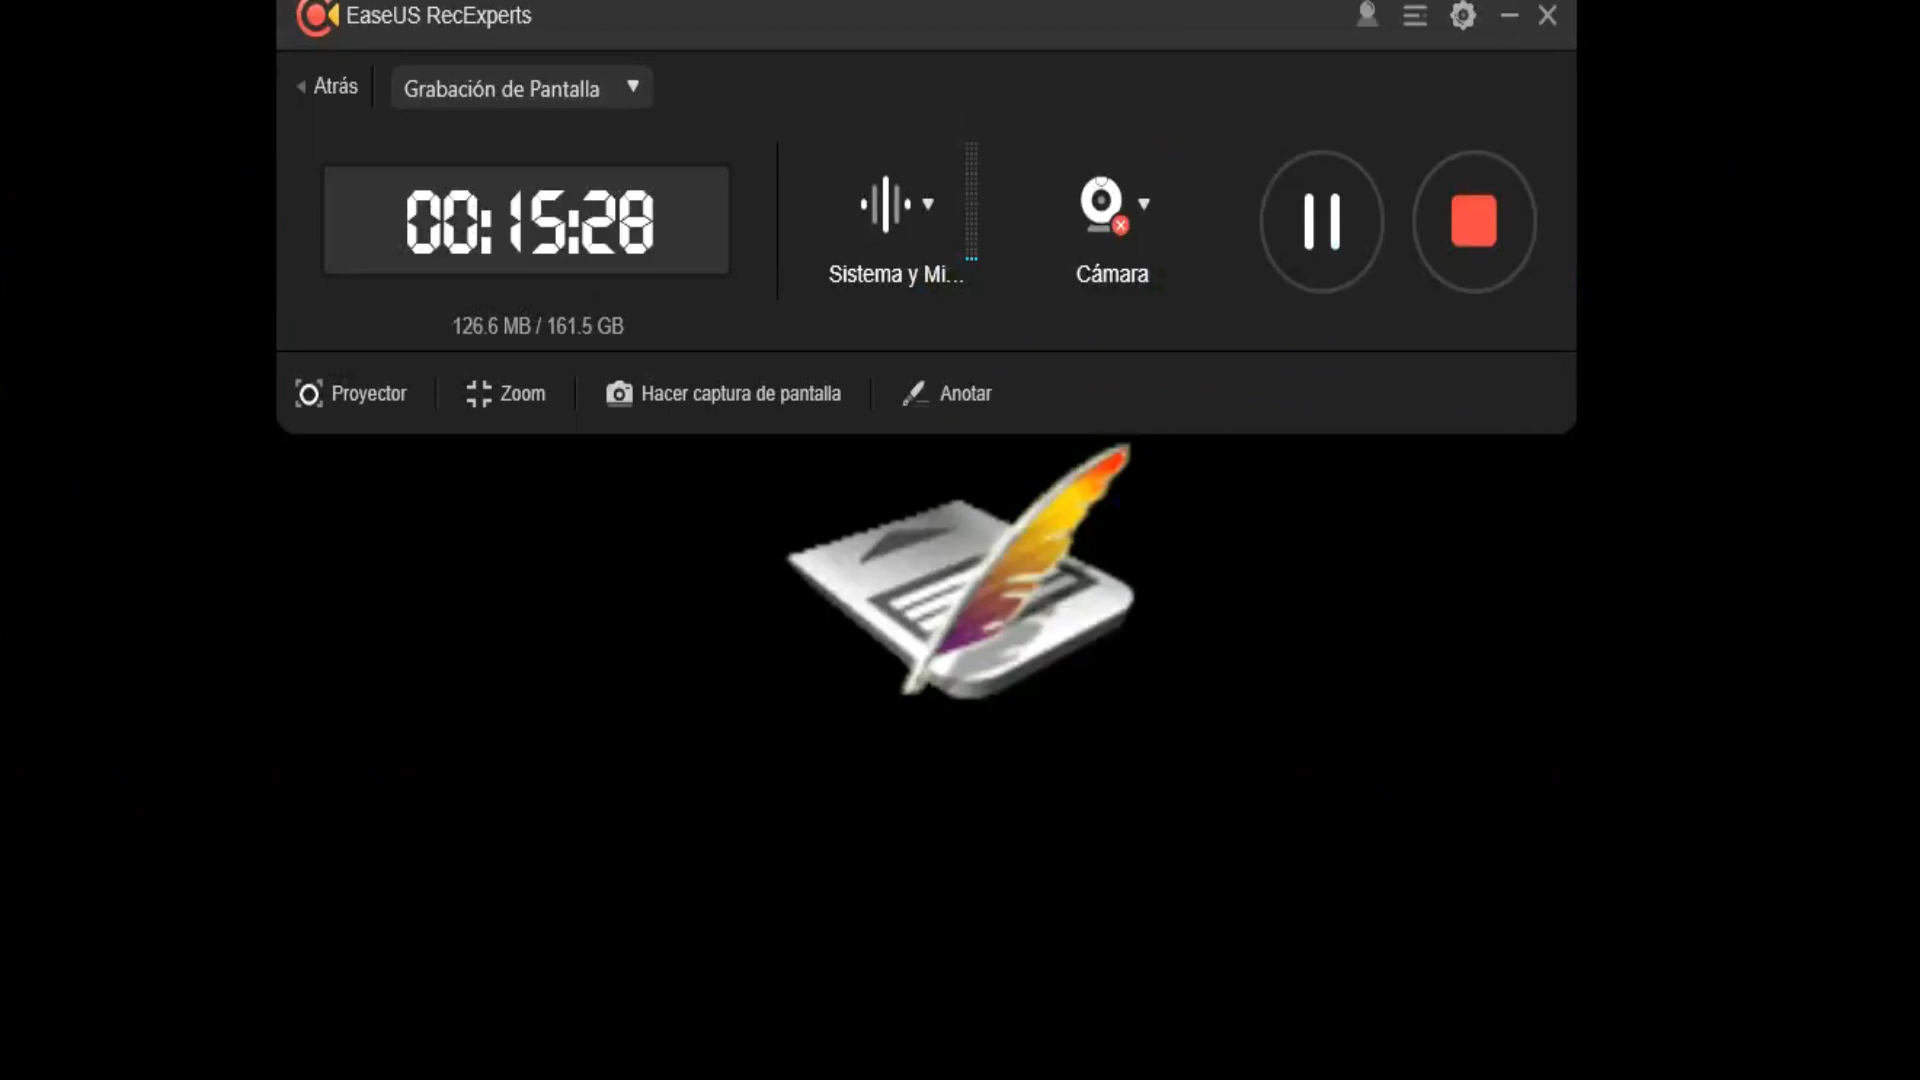 EaseUS RecExperts
Atrás
Grabación de Pantalla
00:15:28
Sistema y Mi...
Cámara
126.6 MB / 161.5 GB
Proyector
Zoom
Hacer captura de pantalla
Anotar